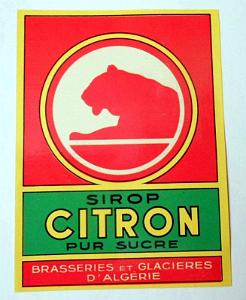 SIROP
CITRON
PUR SUCRE
BRASSERIES ET GLACIERES
D'ALGÉRIE